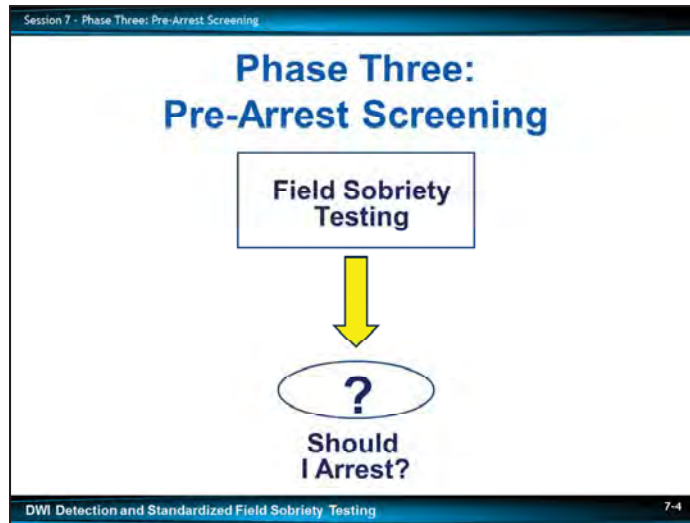 Session 7 - Phase Three: Pre-Arrest Screening
Phase Three:
Pre-Arrest Screening
Field Sobriety
Testing
?
Should
I Arrest?
DWI Detection and Standardized Field Sobriety Testing
7-4